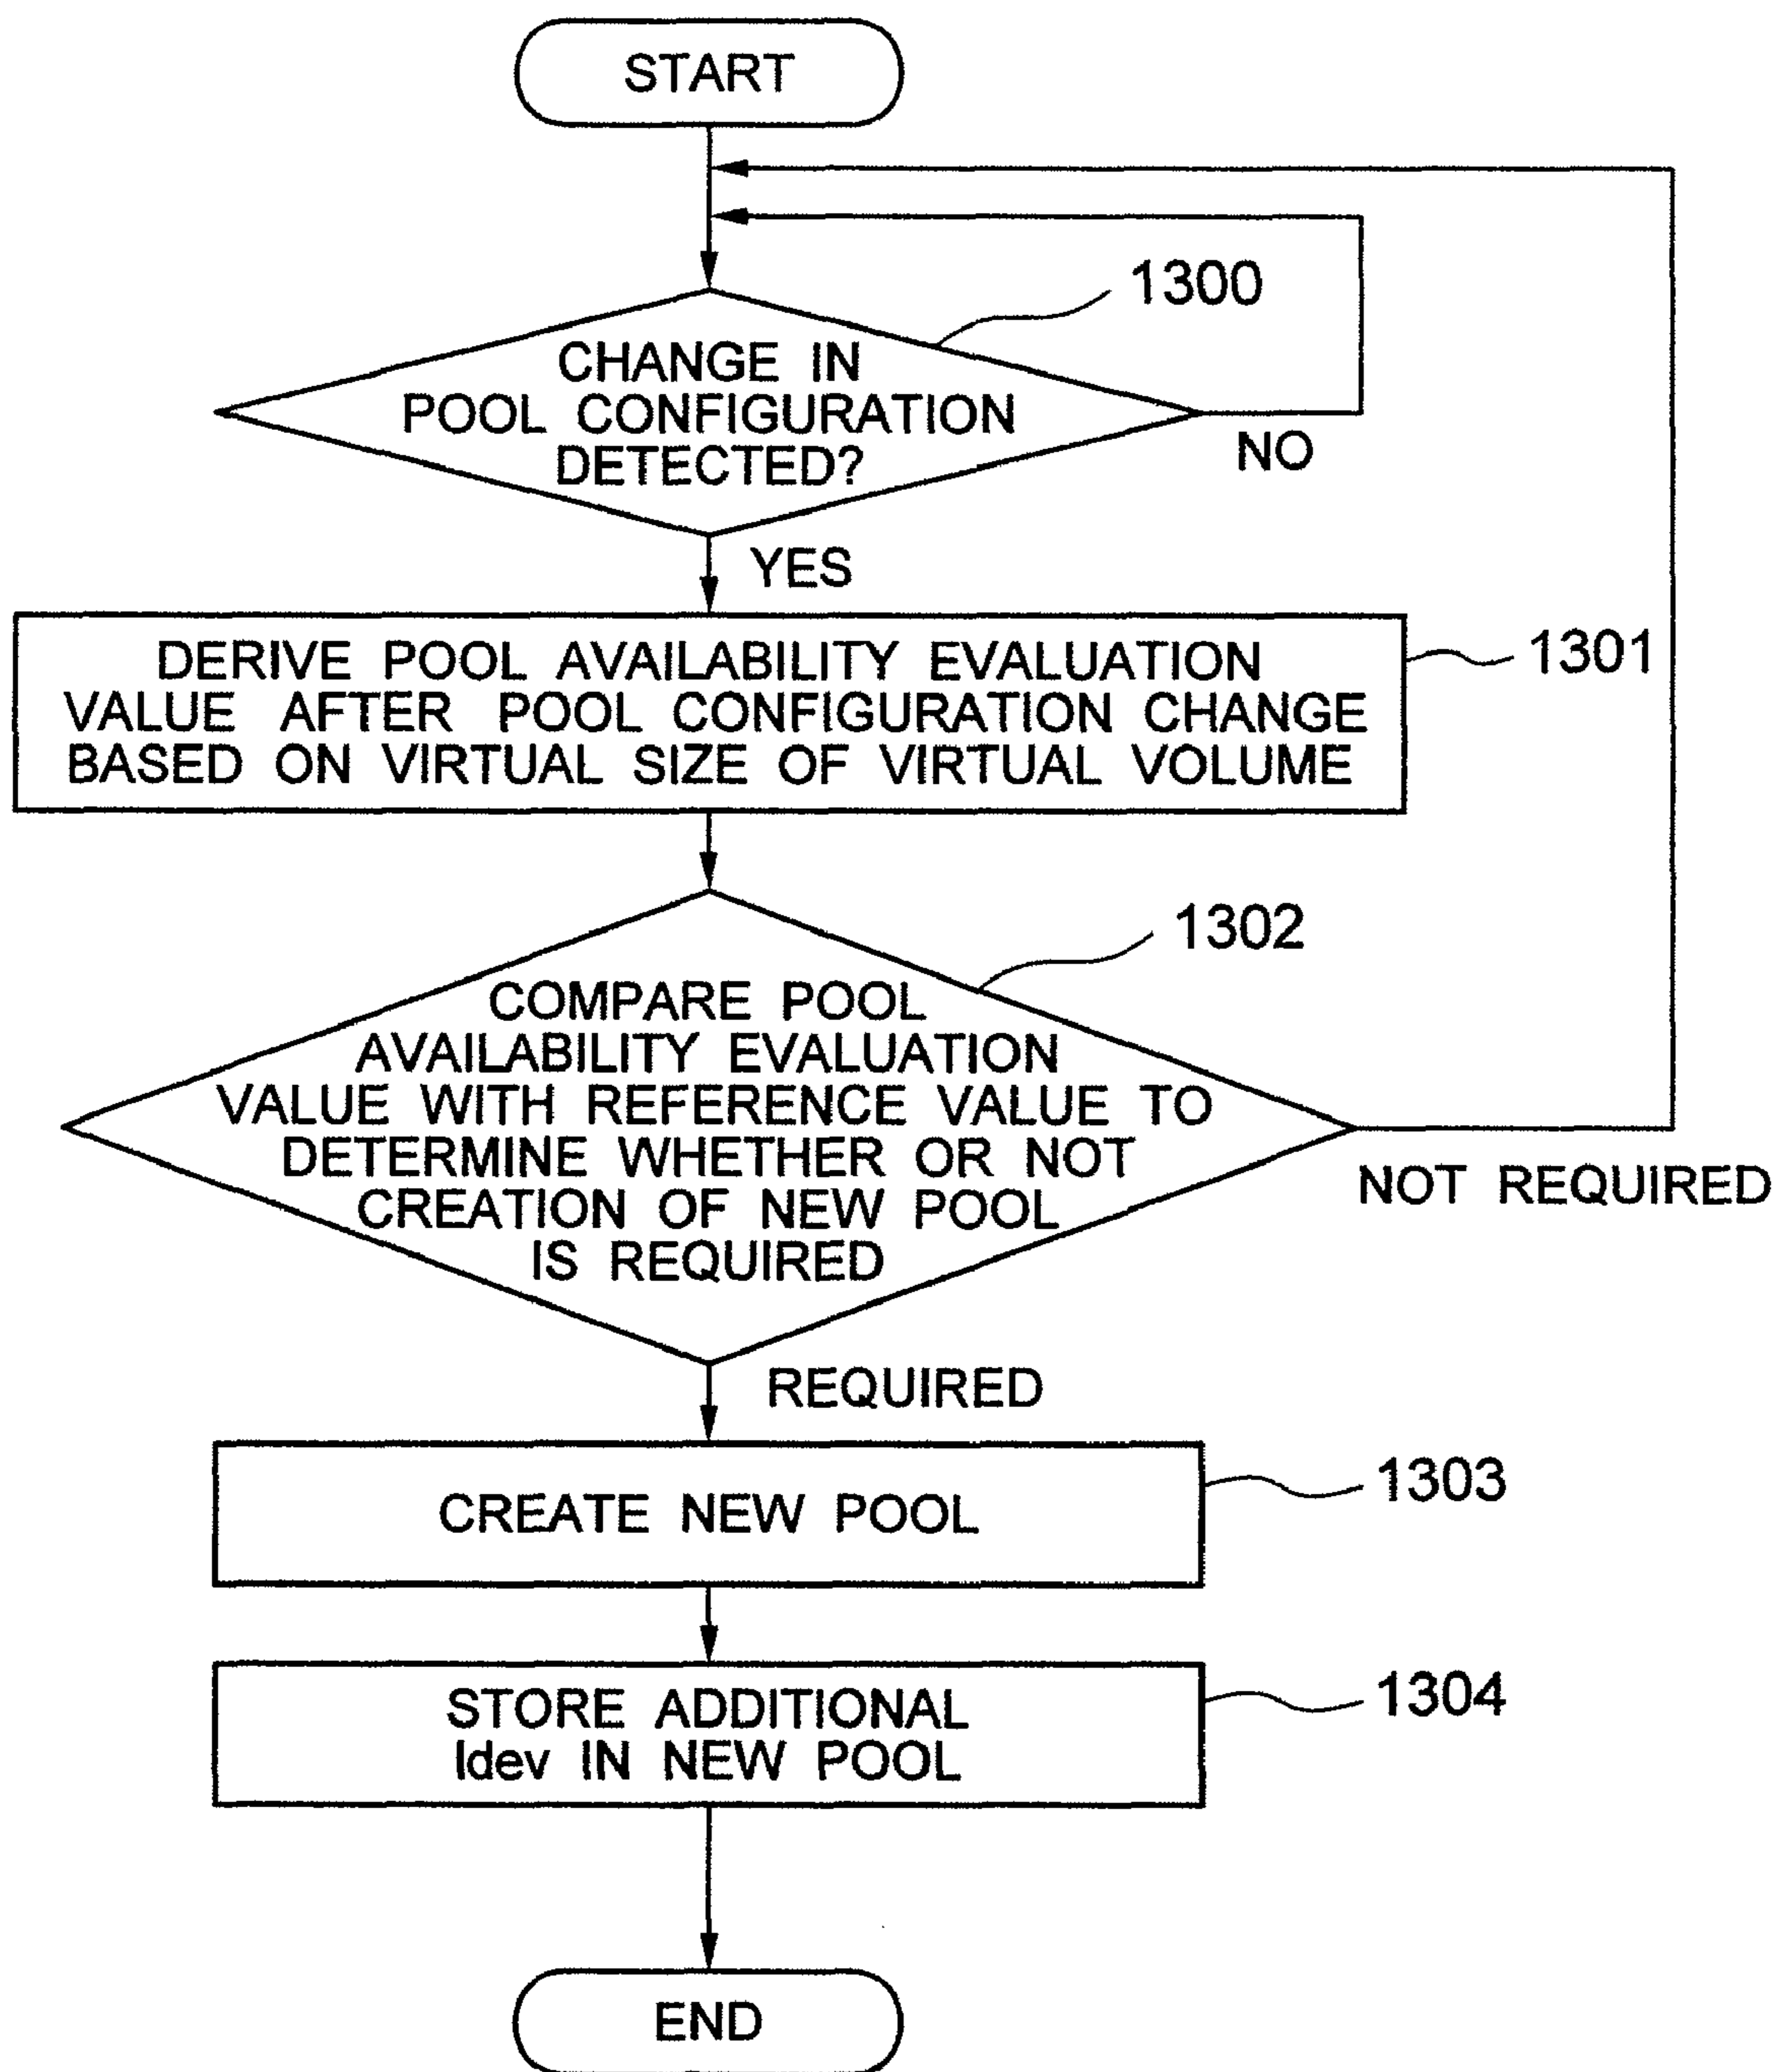 START
1300
CHANGE IN
POOL CONFIGURATION
DETECTED?
NO
YES
DERIVE POOL AVAILABILITY EVALUATION
VALUE AFTER POOL CONFIGURATION CHANGE
BASED ON VIRTUAL SIZE OF VIRTUAL VOLUME
1301
1302
COMPARE POOL
AVAILABILITY EVALUATION
VALUE WITH REFERENCE VALUE TO
DETERMINE WHETHER OR NOT
CREATION OF NEW POOL
IS REQUIRED
NOT REQUIRED
REQUIRED
CREATE NEW POOL
1303
STORE ADDITIONAL
ldev IN NEW POOL
1304
END